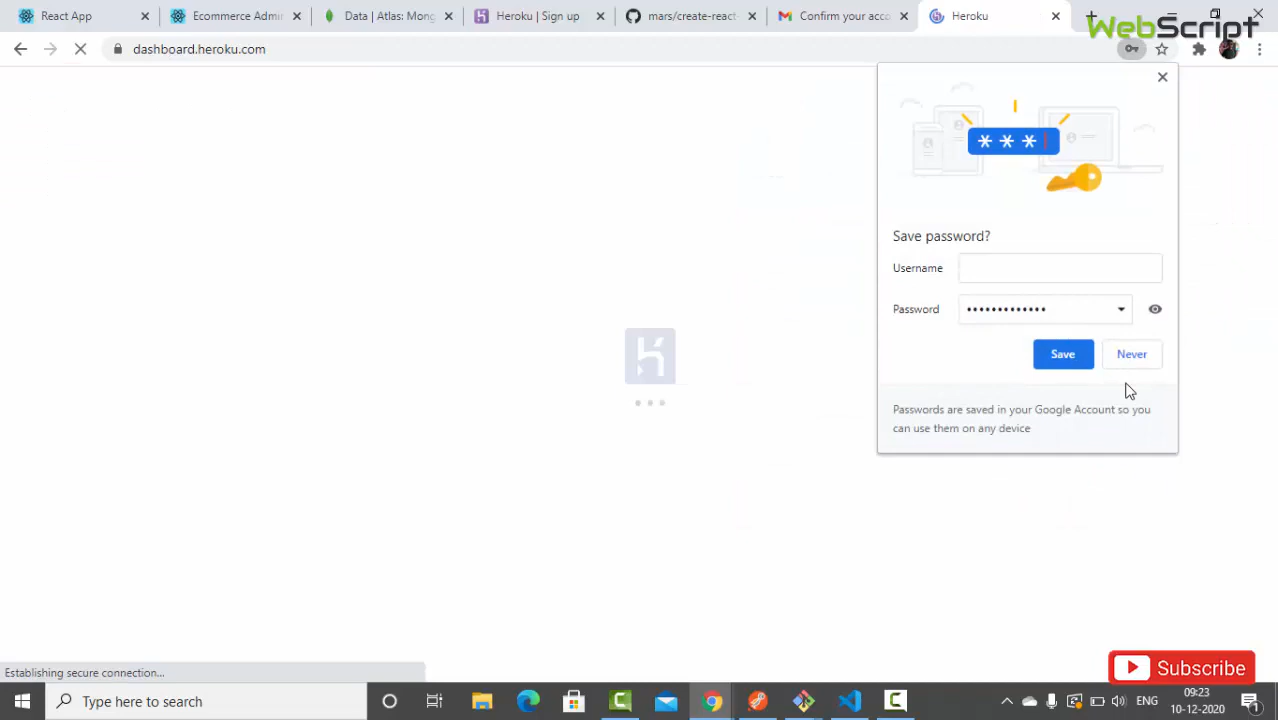 React App
Ecommerce Admi
Data | Atlas: Mong
Heroku | Sign up
mars/create-react-
Confirm your acco
Heroku
WebScript
dashboard.heroku.com
* * *
Save password?
Username
Password •••••••••••••
Save Never
Passwords are saved in your Google Account so you
can use them on any device
Establishing secure connection...
Subscribe
Type here to search
ENG
09:23
10-12-2020
1